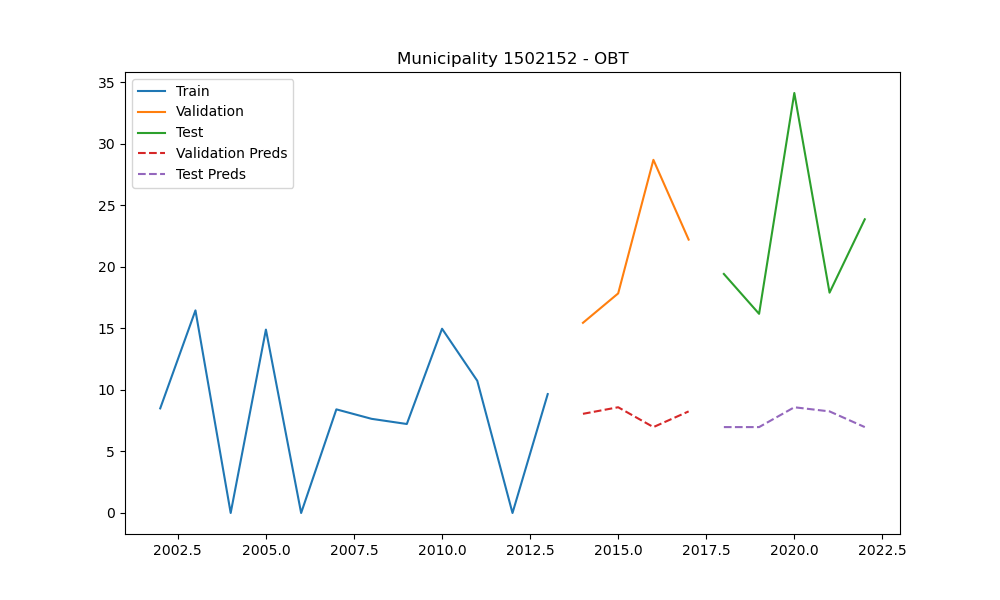 Municipality 1502152 - OBT
35
30
25
20
15
10
5
0
Train
Validation
Test
Validation Preds
Test Preds
2002.5 2005.0 2007.5 2010.0 2012.5 2015.0 2017.5 2020.0 2022.5